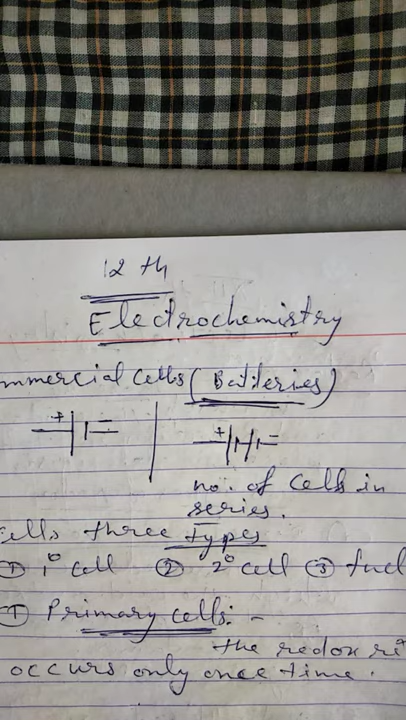 12 th
Electrochemistry
mmercial cells (Batteries)
no. of cells in
series.
ells three Types
① 1° cell ② 2° cell ③ fuel
① Primary cells: -
the redox
occurs only once time.